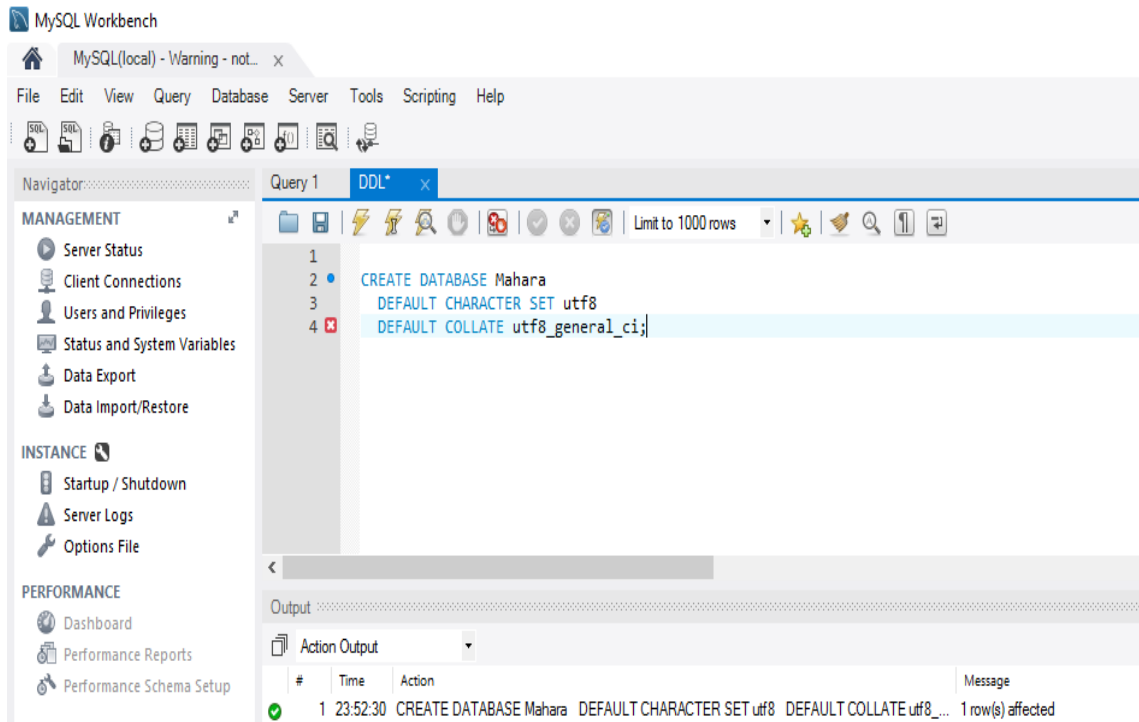 MySQL Workbench
MySQL(local) - Warning - not... x
File Edit View Query Database Server Tools Scripting Help
SQL SQL
Navigator
MANAGEMENT
Server Status
Client Connections
Users and Privileges
Status and System Variables
Data Export
Data Import/Restore
INSTANCE
Startup / Shutdown
Server Logs
Options File
PERFORMANCE
Dashboard
Performance Reports
Performance Schema Setup
Query 1 DDL* x
Limit to 1000 rows
1
2 CREATE DATABASE Mahara
3 DEFAULT CHARACTER SET utf8
4 DEFAULT COLLATE utf8_general_ci;
Output
Action Output
# Time Action Message
1 23:52:30 CREATE DATABASE Mahara DEFAULT CHARACTER SET utf8 DEFAULT COLLATE utf8_... 1 row(s) affected